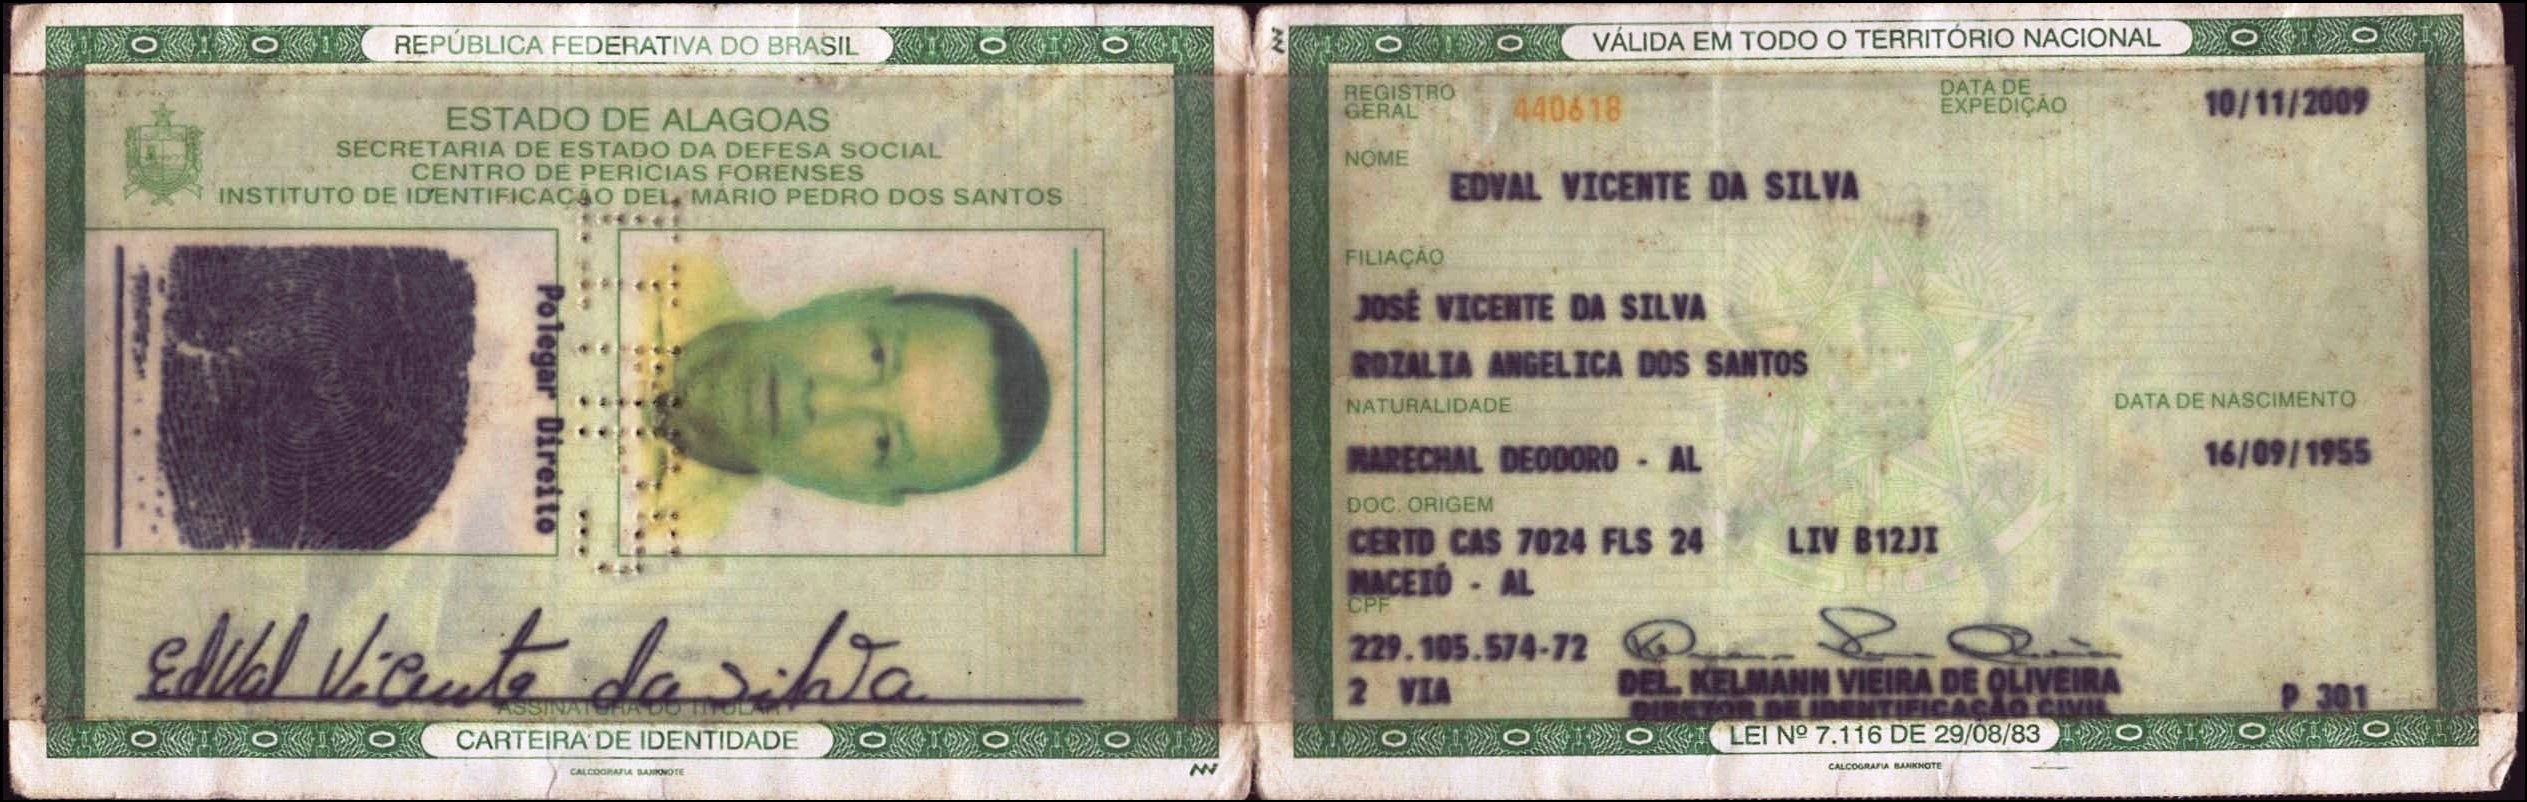 REPÚBLICA FEDERATIVA DO BRASIL
ESTADO DE ALAGOAS
SECRETARIA DE ESTADO DA DEFESA SOCIAL
CENTRO DE PERÍCIAS FORENSES
INSTITUTO DE IDENTIFICAÇÃO DEL. MÁRIO PEDRO DOS SANTOS
Polegar Direito
Edval Vicente da Silva
ASSINATURA DO TITULAR
CARTEIRA DE IDENTIDADE
CALCOGRAFIA BANKNOTE
VÁLIDA EM TODO O TERRITÓRIO NACIONAL
REGISTRO GERAL 440618 DATA DE EXPEDIÇÃO 10/11/2009
NOME
EDVAL VICENTE DA SILVA
FILIAÇÃO
JOSÉ VICENTE DA SILVA
ROZALIA ANGELICA DOS SANTOS
NATURALIDADE DATA DE NASCIMENTO
MARECHAL DEODORO - AL 16/09/1955
DOC. ORIGEM
CERTD CAS 7024 FLS 24 LIV B12JI
MACEIÓ - AL
CPF
229.105.574-72
DEL. KELMANN VIEIRA DE OLIVEIRA
2 VIA P 301
DIRETOR DE IDENTIFICAÇÃO CIVIL
LEI Nº 7.116 DE 29/08/83
CALCOGRAFIA BANKNOTE